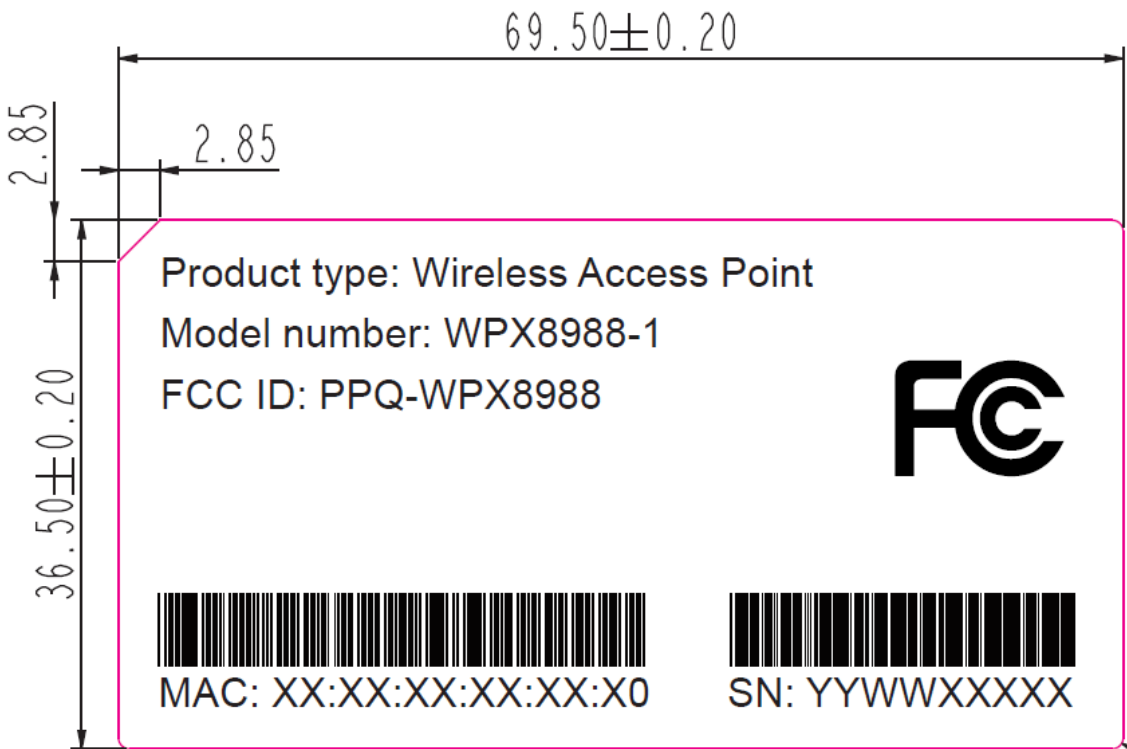 69.50±0.20
2.85
2.85
36.50±0.20
Product type: Wireless Access Point
Model number: WPX8988-1
FCC ID: PPQ-WPX8988
FC
MAC: XX:XX:XX:XX:XX:X0
SN: YYWWXXXXX